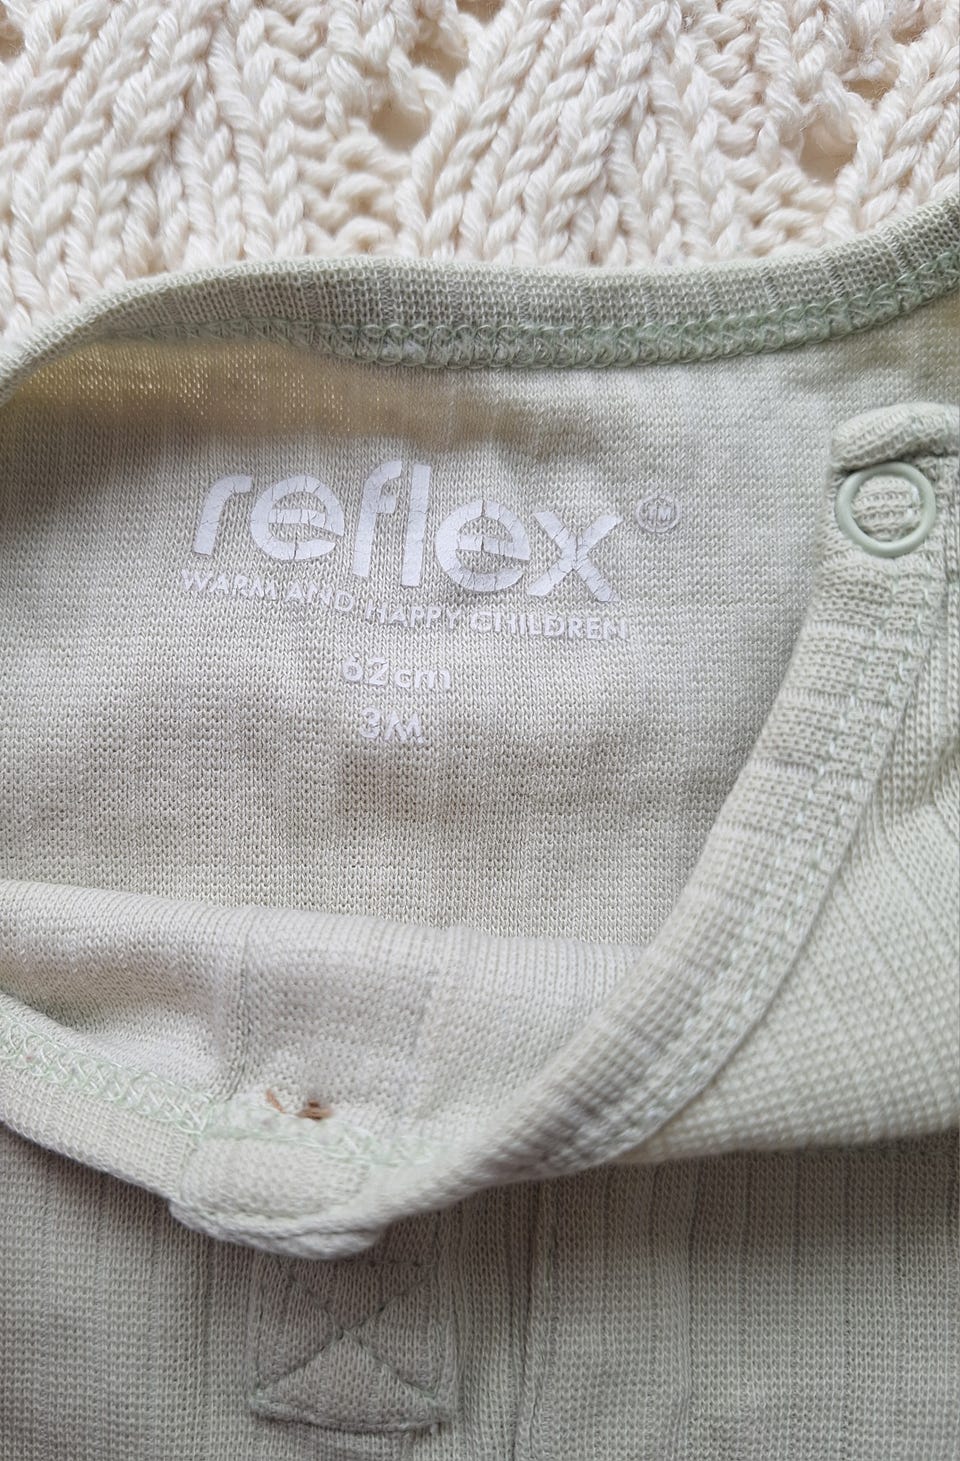 reflex
WARM AND HAPPY CHILDREN
62cm
3M